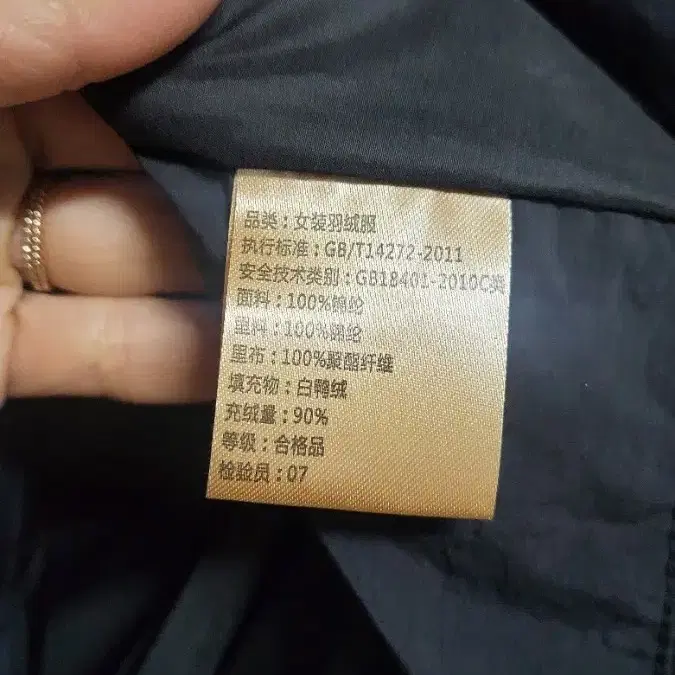 品类：女装羽绒服
执行标准：GB/T14272-2011
安全技术类别：GB18401-2010C类
面料：100%锦纶
里料：100%锦纶
里布：100%聚酯纤维
填充物：白鸭绒
充绒量：90%
等级：合格品
检验员：07